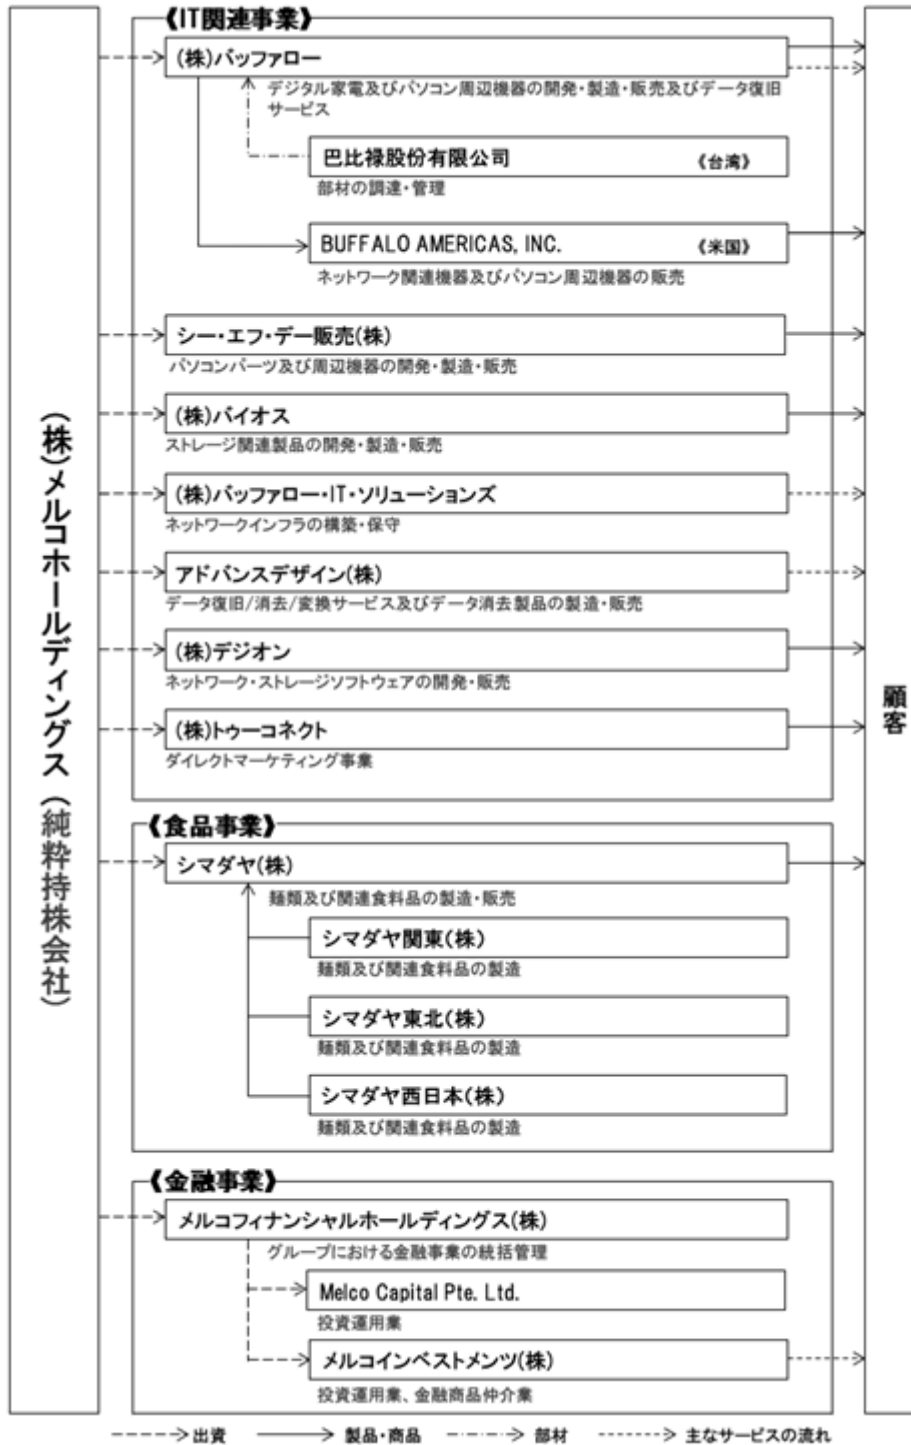 《IT関連事業》
(株)バッファロー
デジタル家電及びパソコン周辺機器の開発・製造・販売及びデータ復旧
サービス
巴比禄股份有限公司 《台湾》
部材の調達・管理
BUFFALO AMERICAS, INC. 《米国》
ネットワーク関連機器及びパソコン周辺機器の販売
シー・エフ・デー販売(株)
パソコンパーツ及び周辺機器の開発・製造・販売
(株)バイオス
ストレージ関連製品の開発・製造・販売
(株)バッファロー・IT・ソリューションズ
ネットワークインフラの構築・保守
アドバンスデザイン(株)
データ復旧/消去/変換サービス及びデータ消去製品の製造・販売
(株)デジオン
ネットワーク・ストレージソフトウェアの開発・販売
(株)トゥーコネクト
ダイレクトマーケティング事業
(株)メルコホールディングス(純粋持株会社)
顧客
《食品事業》
シマダヤ(株)
麺類及び関連食料品の製造・販売
シマダヤ関東(株)
麺類及び関連食料品の製造
シマダヤ東北(株)
麺類及び関連食料品の製造
シマダヤ西日本(株)
麺類及び関連食料品の製造
《金融事業》
メルコフィナンシャルホールディングス(株)
グループにおける金融事業の統括管理
Melco Capital Pte. Ltd.
投資運用業
メルコインベストメンツ(株)
投資運用業、金融商品仲介業
出資 製品・商品 部材 主なサービスの流れ